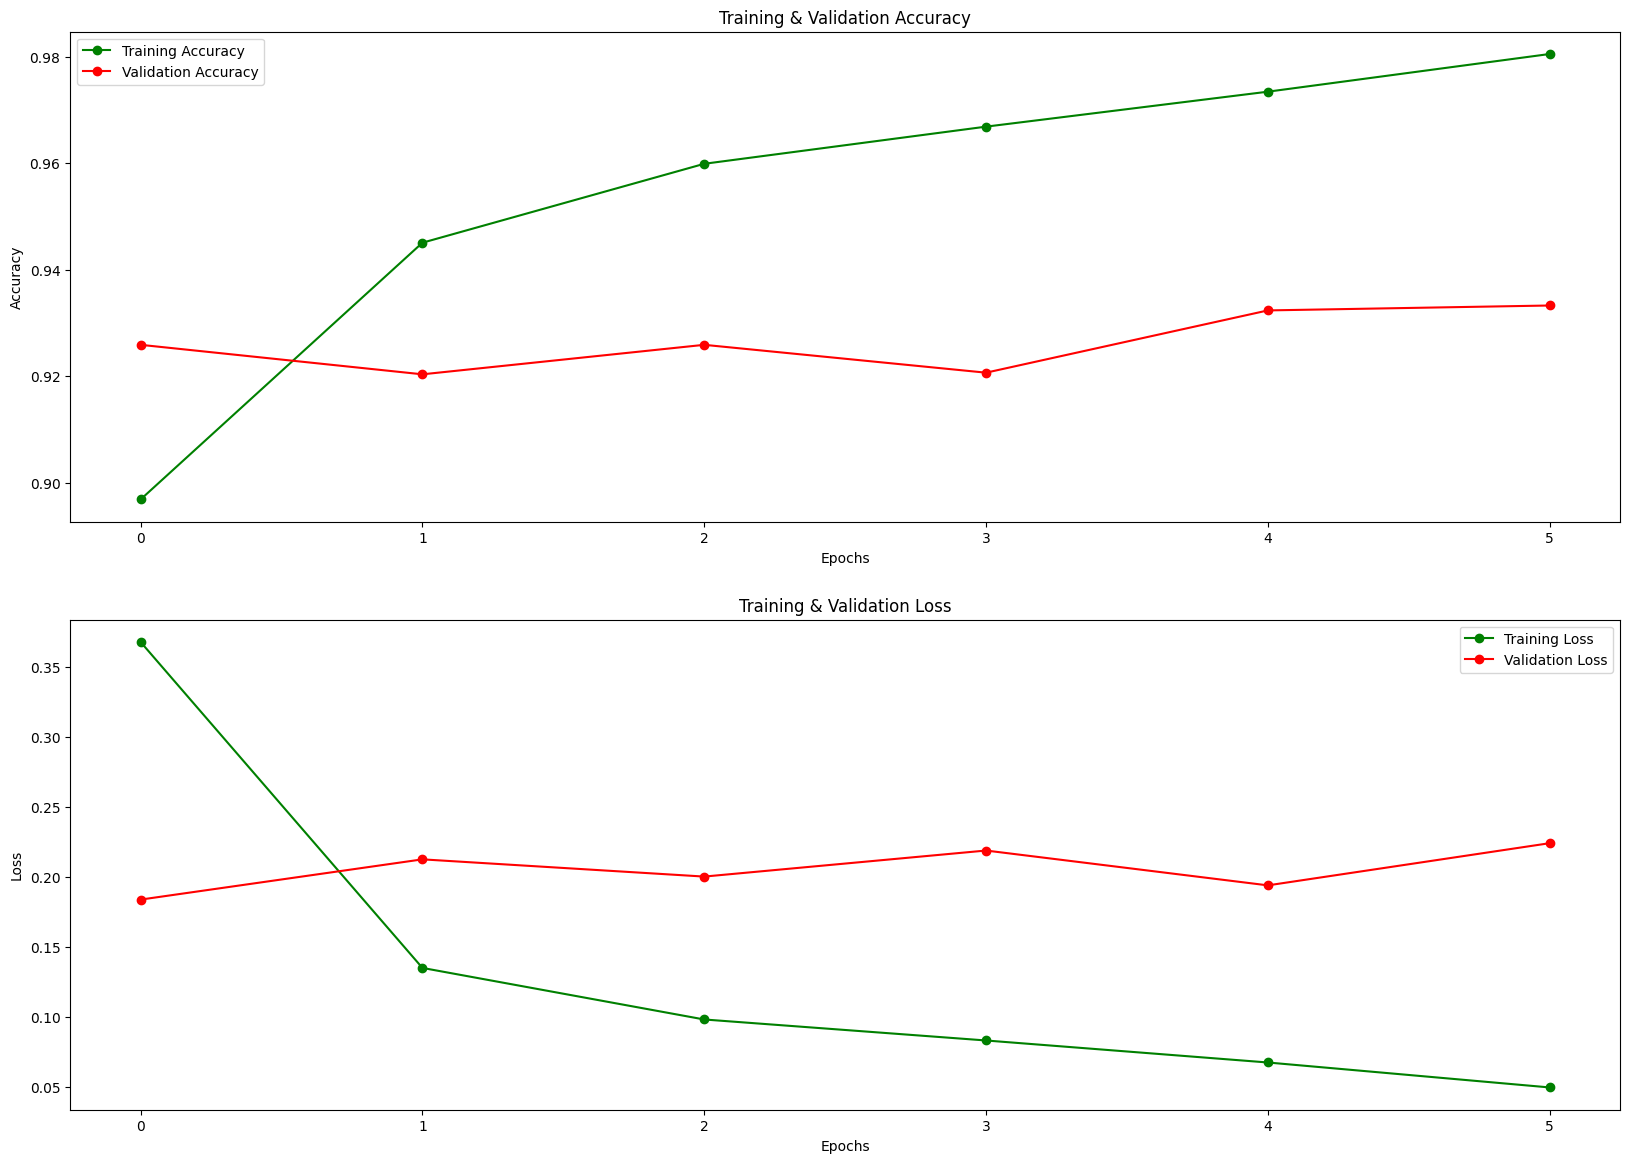 Training & Validation Accuracy
Training Accuracy
Validation Accuracy
0.98
0.96
0.94
0.92
0.90
Accuracy
0 1 2 3 4 5
Epochs
Training & Validation Loss
Training Loss
Validation Loss
0.35
0.30
0.25
0.20
0.15
0.10
0.05
Loss
0 1 2 3 4 5
Epochs